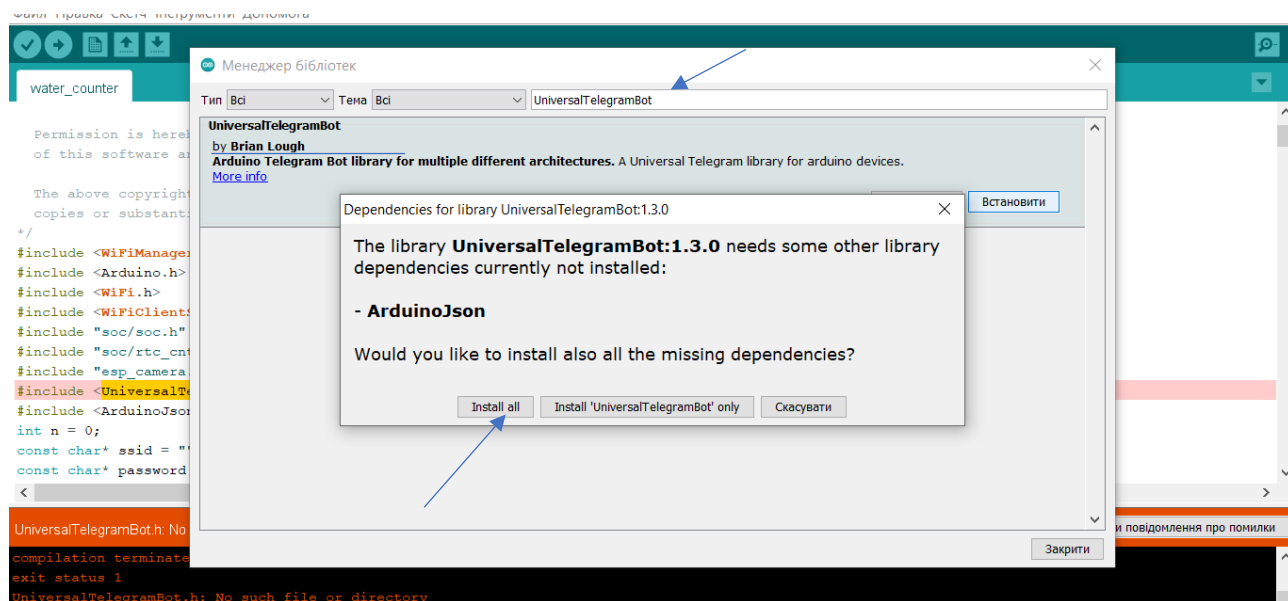 Файл Правка Скетч Інструменти Допомога
water_counter
Менеджер бібліотек
Тип Всі Тема Всі UniversalTelegramBot
UniversalTelegramBot
by Brian Lough
Arduino Telegram Bot library for multiple different architectures. A Universal Telegram library for arduino devices.
More info
Встановити
Dependencies for library UniversalTelegramBot:1.3.0
The library UniversalTelegramBot:1.3.0 needs some other library
dependencies currently not installed:
- ArduinoJson
Would you like to install also all the missing dependencies?
Install all Install 'UniversalTelegramBot' only Скасувати
Закрити
Permission is
of this software
The above copyright
copies or
*/
#include <WiFiManager
#include <Arduino.h>
#include <WiFi.h>
#include <WiFiClientS
#include "soc/soc.h"
#include "soc/rtc_cnt
#include "esp_camera
#include <UniversalTe
#include <ArduinoJson
int n = 0;
const char* ssid = "
const char* password
UniversalTelegramBot.h: No
повідомлення про помилки
compilation terminate
exit status 1
UniversalTelegramBot.h: No such file or directory